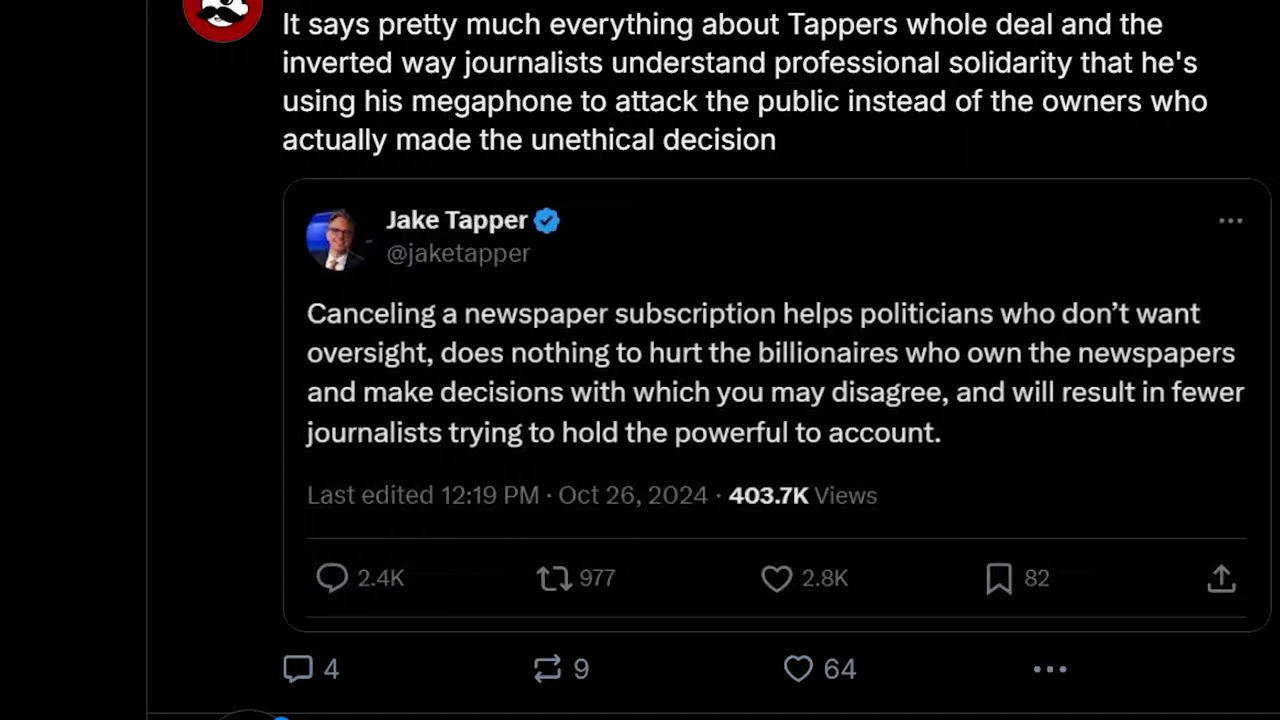 It says pretty much everything about Tappers whole deal and the
inverted way journalists understand professional solidarity that he's
using his megaphone to attack the public instead of the owners who
actually made the unethical decision
Jake Tapper
@jaketapper
Canceling a newspaper subscription helps politicians who don’t want
oversight, does nothing to hurt the billionaires who own the newspapers
and make decisions with which you may disagree, and will result in fewer
journalists trying to hold the powerful to account.
Last edited 12:19 PM · Oct 26, 2024 · 403.7K Views
2.4K 977 2.8K 82
4 9 64